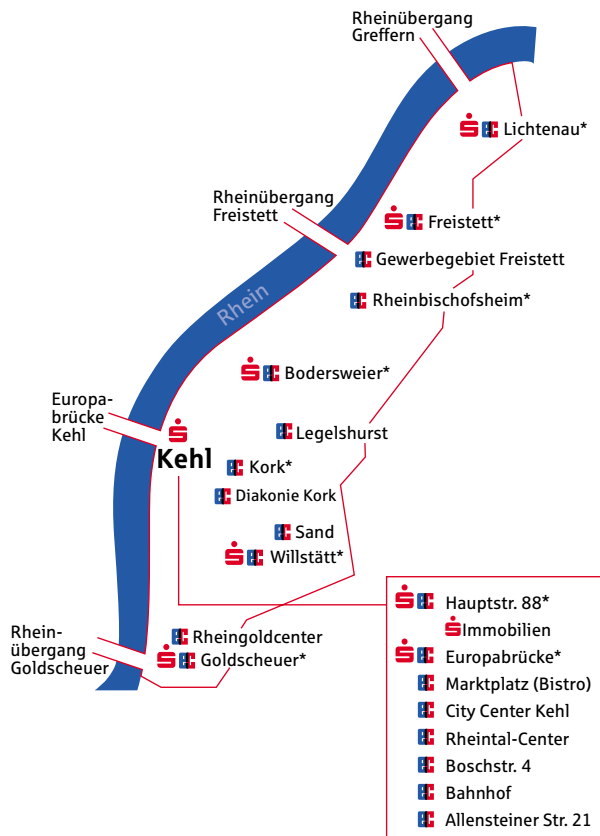 Rheinübergang
Greffern
Lichtenau*
Rheinübergang
Freistett
Freistett*
Gewerbegebiet Freistett
Rheinbischofsheim*
Rhein
Bodersweier*
Europa-
brücke
Kehl
Kehl
Legelshurst
Kork*
Diakonie Kork
Sand
Willstätt*
Rhein-
übergang
Goldscheuer
Rheingoldcenter
Goldscheuer*
Hauptstr. 88*
Immobilien
Europabrücke*
Marktplatz (Bistro)
City Center Kehl
Rheintal-Center
Boschstr. 4
Bahnhof
Allensteiner Str. 21